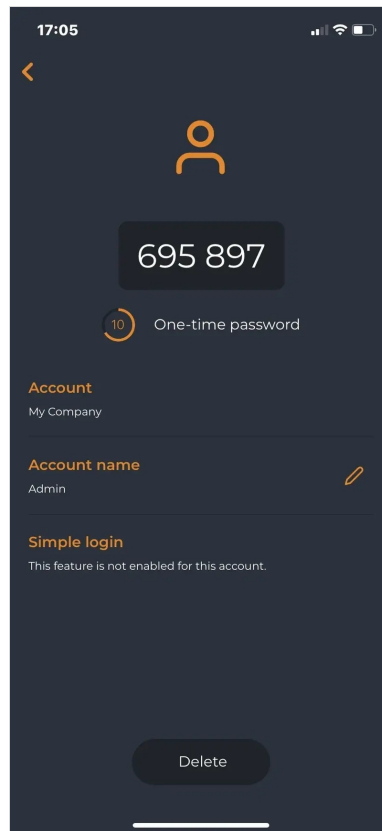 17:05
695 897
10 One-time password
Account
My Company
Account name
Admin
Simple login
This feature is not enabled for this account.
Delete